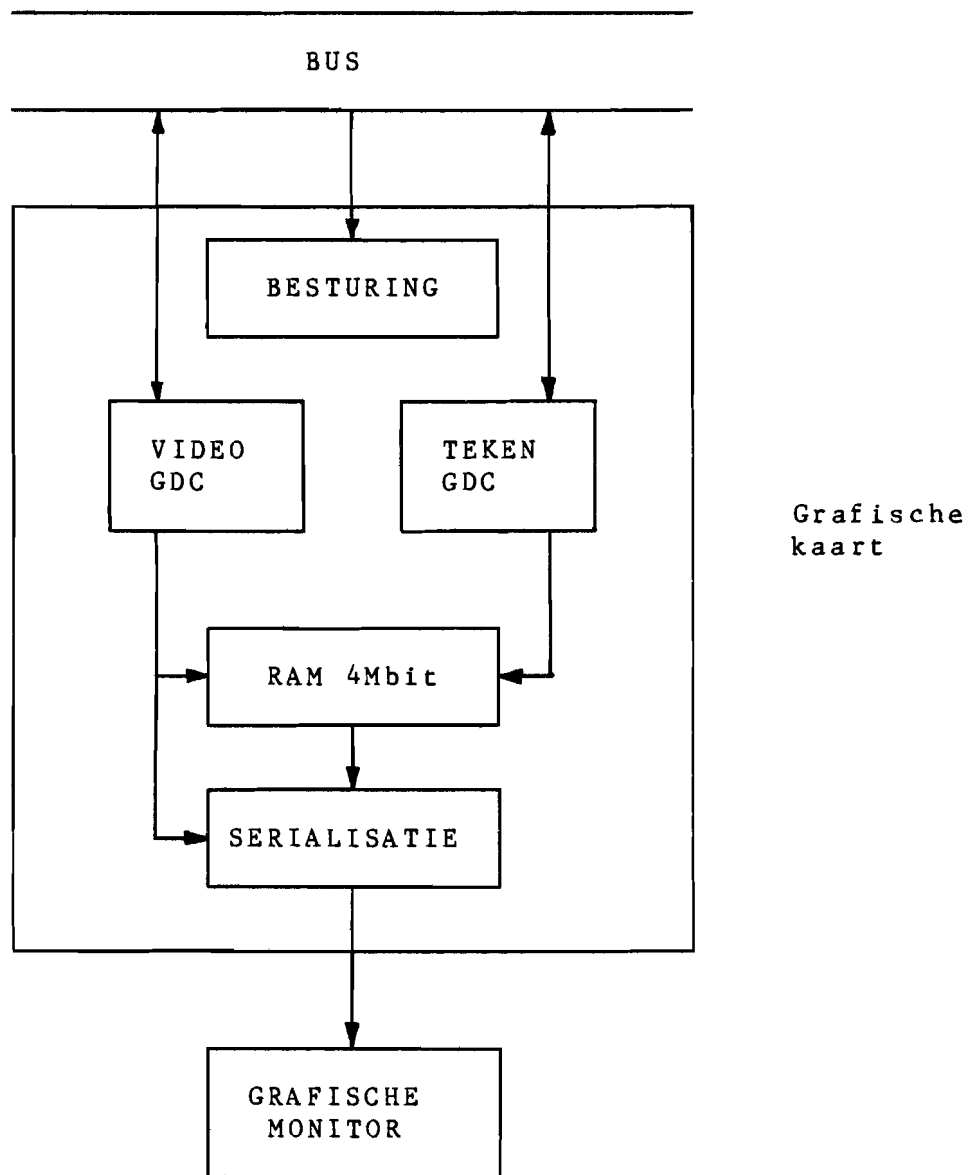 BUS
BESTURING
VIDEO
GDC
TEKEN
GDC
Grafische
kaart
RAM 4Mbit
SERIALISATIE
GRAFISCHE
MONITOR